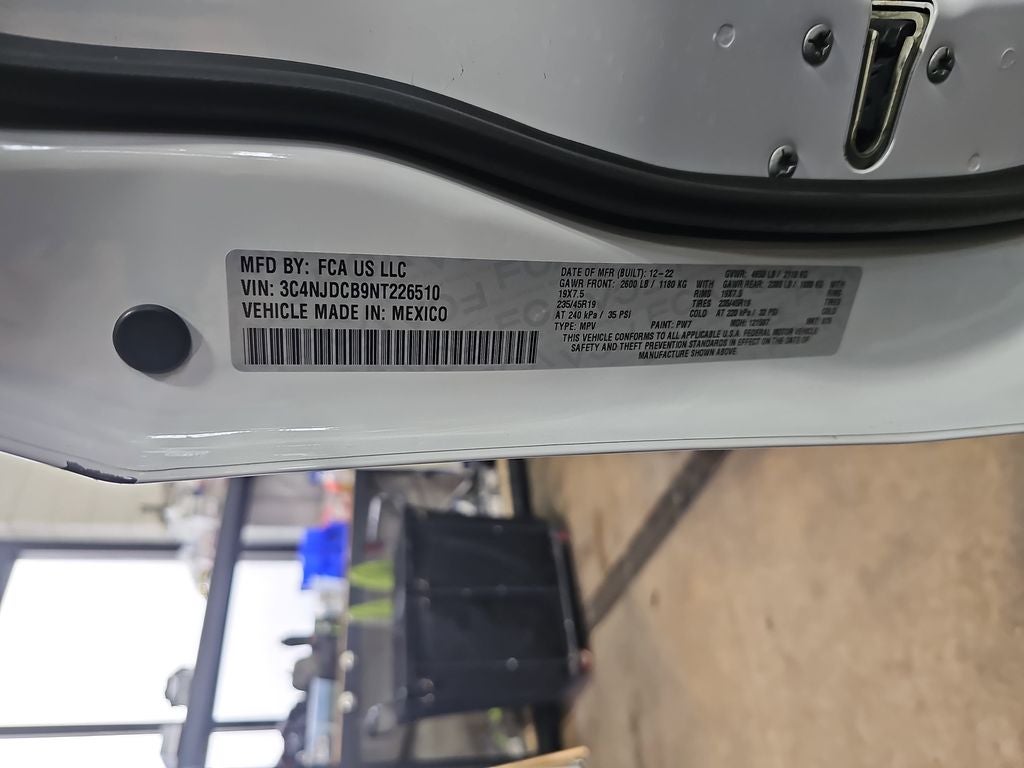 MFD BY: FCA US LLC
VIN: 3C4NJDCB9NT226510
VEHICLE MADE IN: MEXICO
DATE OF MFR (BUILT): 12-22 GVWR:
GAWR FRONT: 2600 LB / 1180 KG WITH GAWR REAR: WITH
19X7.5 RIMS 19X7.5 RIMS
235/45R19 TIRES 235/45R19 TIRES
AT 240 kPa / 35 PSI COLD AT 220 kPa / 32 PSI COLD
TYPE: MPV PAINT: PW7 MDH:
THIS VEHICLE CONFORMS TO ALL APPLICABLE U.S.A. FEDERAL MOTOR VEHICLE
SAFETY AND THEFT PREVENTION STANDARDS IN EFFECT ON THE DATE OF
MANUFACTURE SHOWN ABOVE.